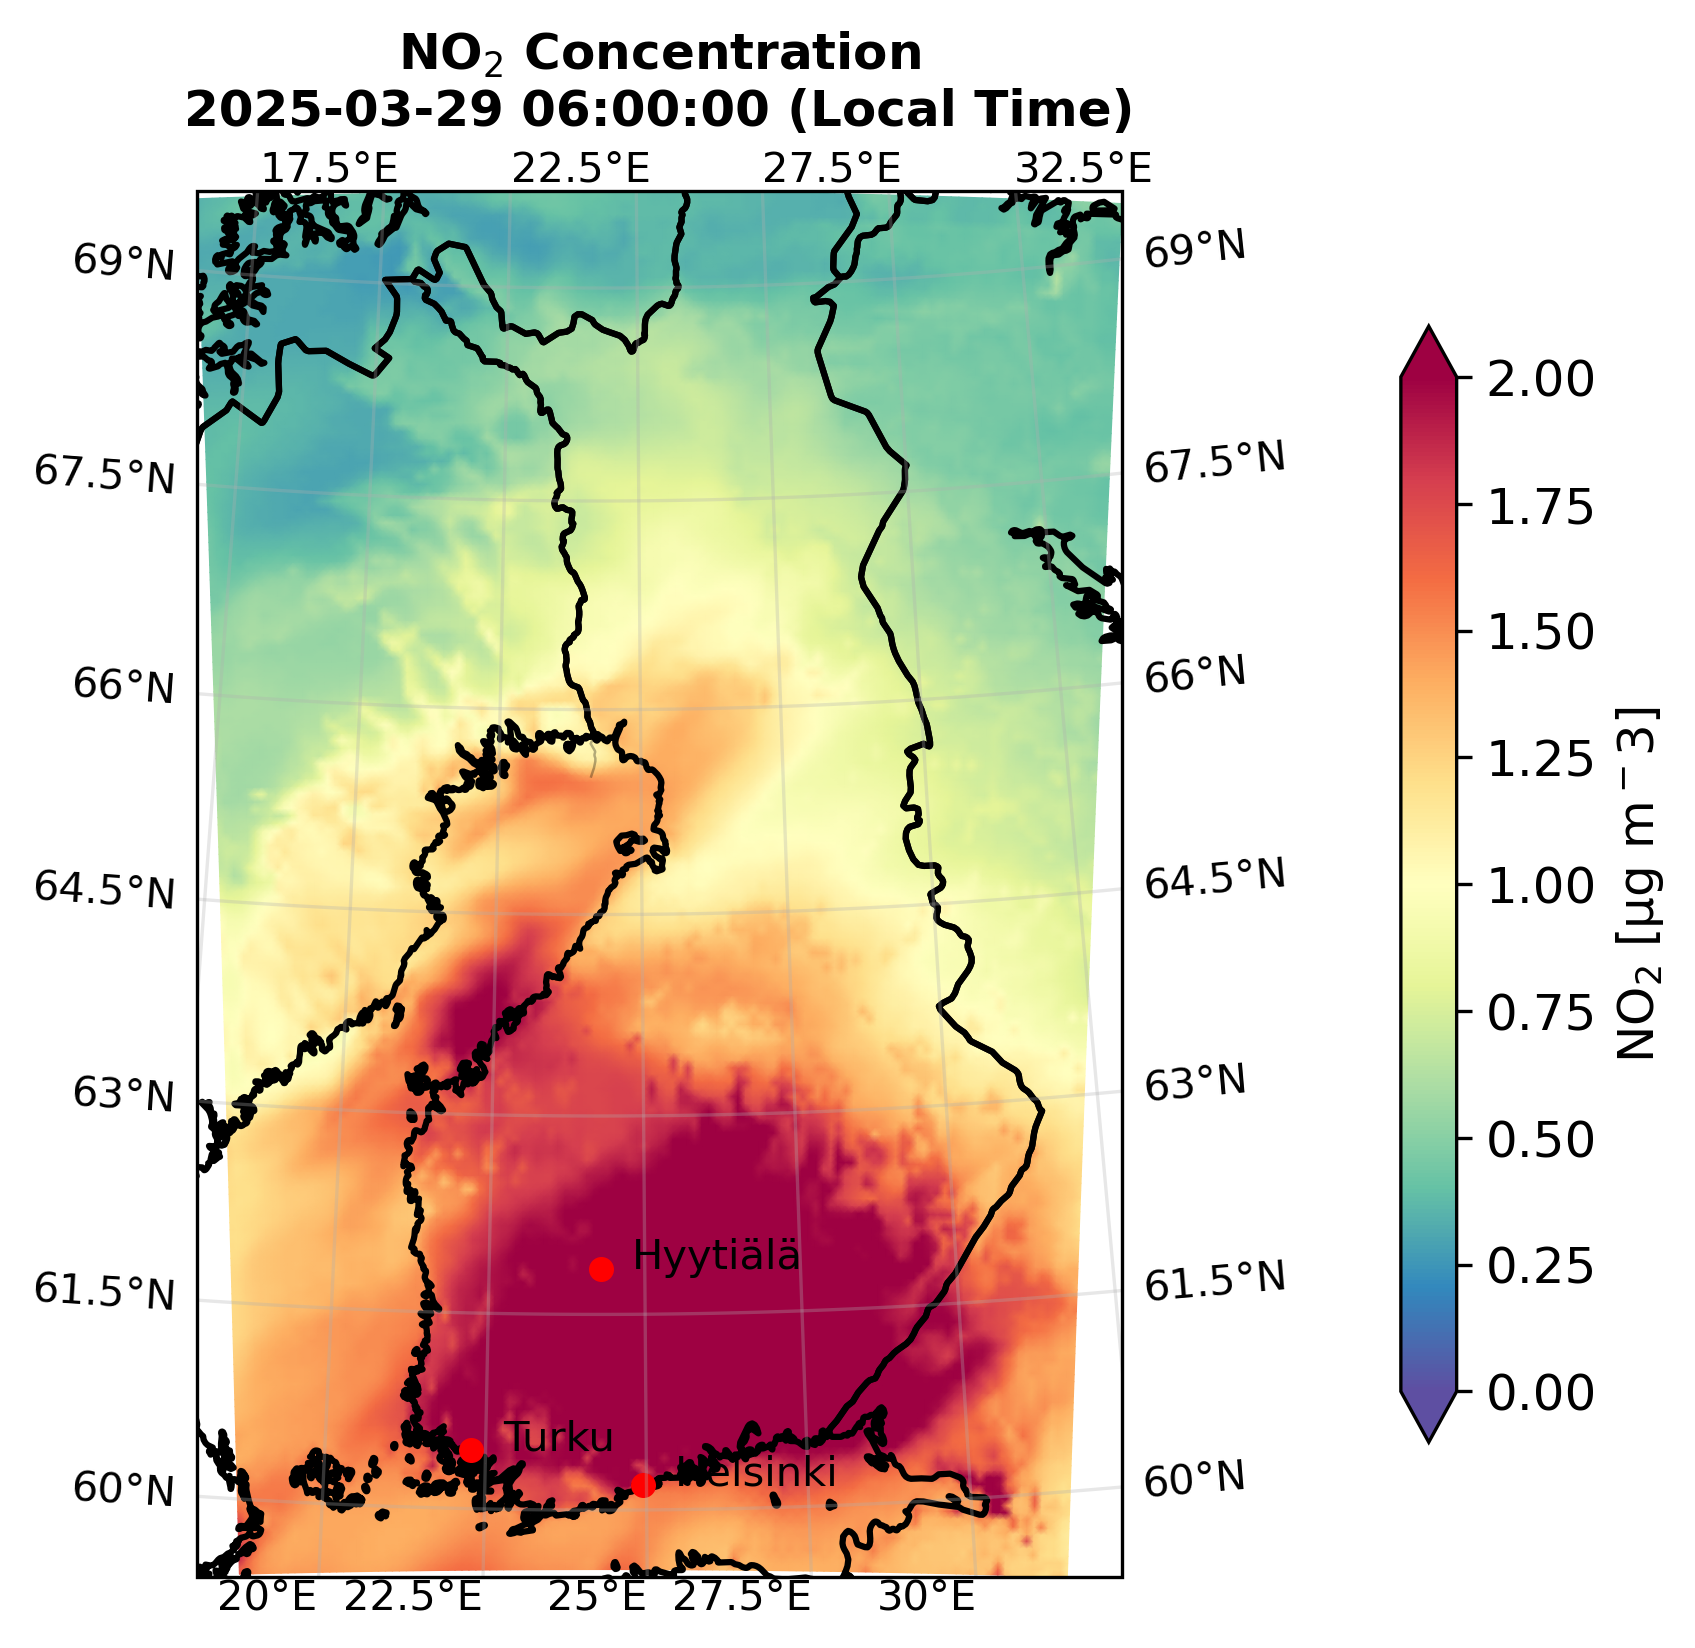 NO₂ Concentration
2025-03-29 06:00:00 (Local Time)
17.5°E 22.5°E 27.5°E 32.5°E
69°N 69°N
67.5°N 67.5°N
66°N 66°N
64.5°N 64.5°N
63°N 63°N
61.5°N 61.5°N
60°N 60°N
Hyytiälä
Turku
Helsinki
20°E 22.5°E 25°E 27.5°E 30°E
2.00
1.75
1.50
1.25
1.00
0.75
0.50
0.25
0.00
NO₂ [µg m⁻3]